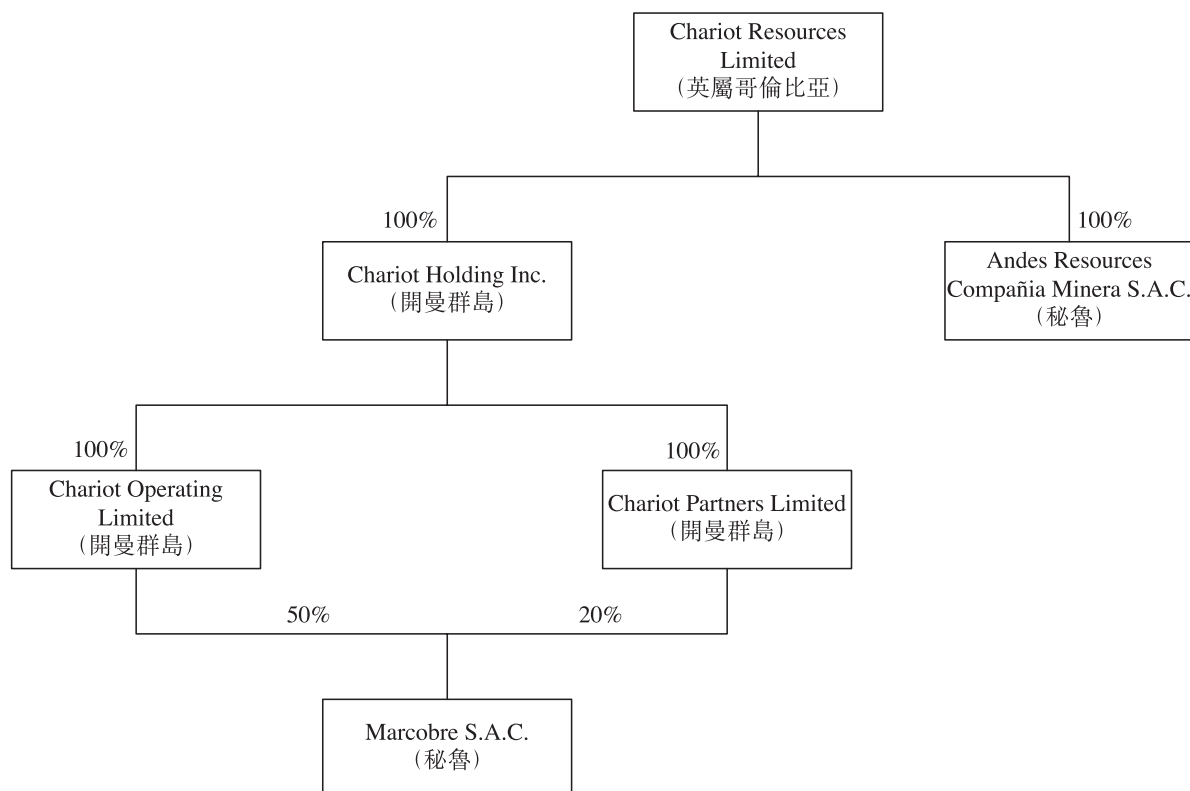 Chariot Resources
Limited
（英屬哥倫比亞）
100%
100%
Chariot Holding Inc.
（開曼群島）
Andes Resources
Compañia Minera S.A.C.
（秘魯）
100%
100%
Chariot Operating
Limited
（開曼群島）
Chariot Partners Limited
（開曼群島）
50%
20%
Marcobre S.A.C.
（秘魯）